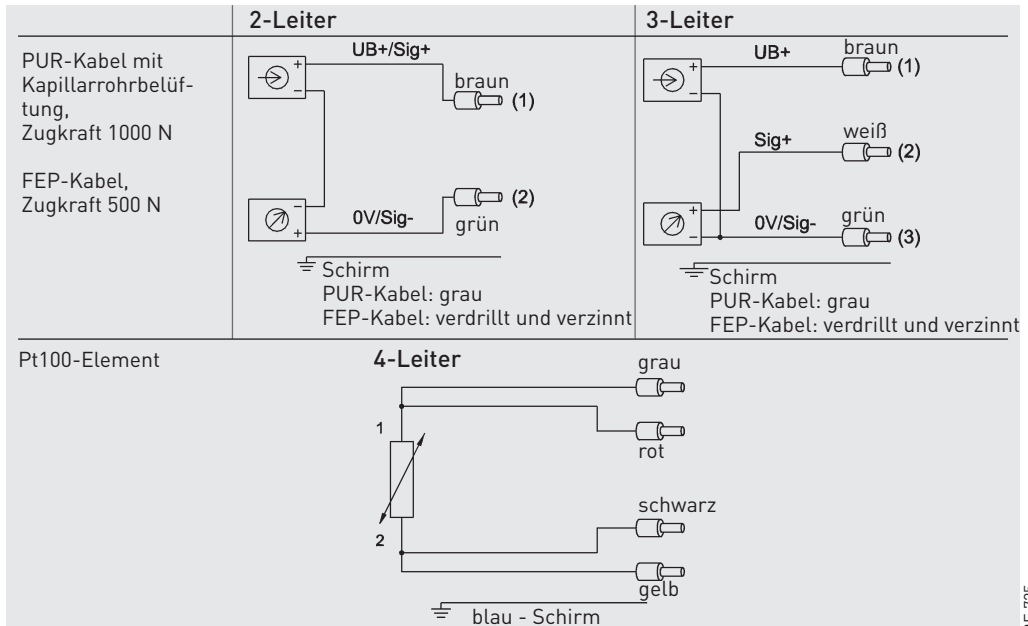 2-Leiter
3-Leiter
PUR-Kabel mit
Kapillarrohrbelüf-
tung,
Zugkraft 1000 N
FEP-Kabel,
Zugkraft 500 N
UB+/Sig+
+
−
braun
(1)
(2)
grün
−
+
0V/Sig-
Schirm
PUR-Kabel: grau
FEP-Kabel: verdrillt und verzinnt
UB+
braun
(1)
+
−
Sig+
weiß
(2)
+
−
0V/Sig-
grün
(3)
Schirm
PUR-Kabel: grau
FEP-Kabel: verdrillt und verzinnt
Pt100-Element
4-Leiter
grau
1
rot
2
schwarz
gelb
blau - Schirm